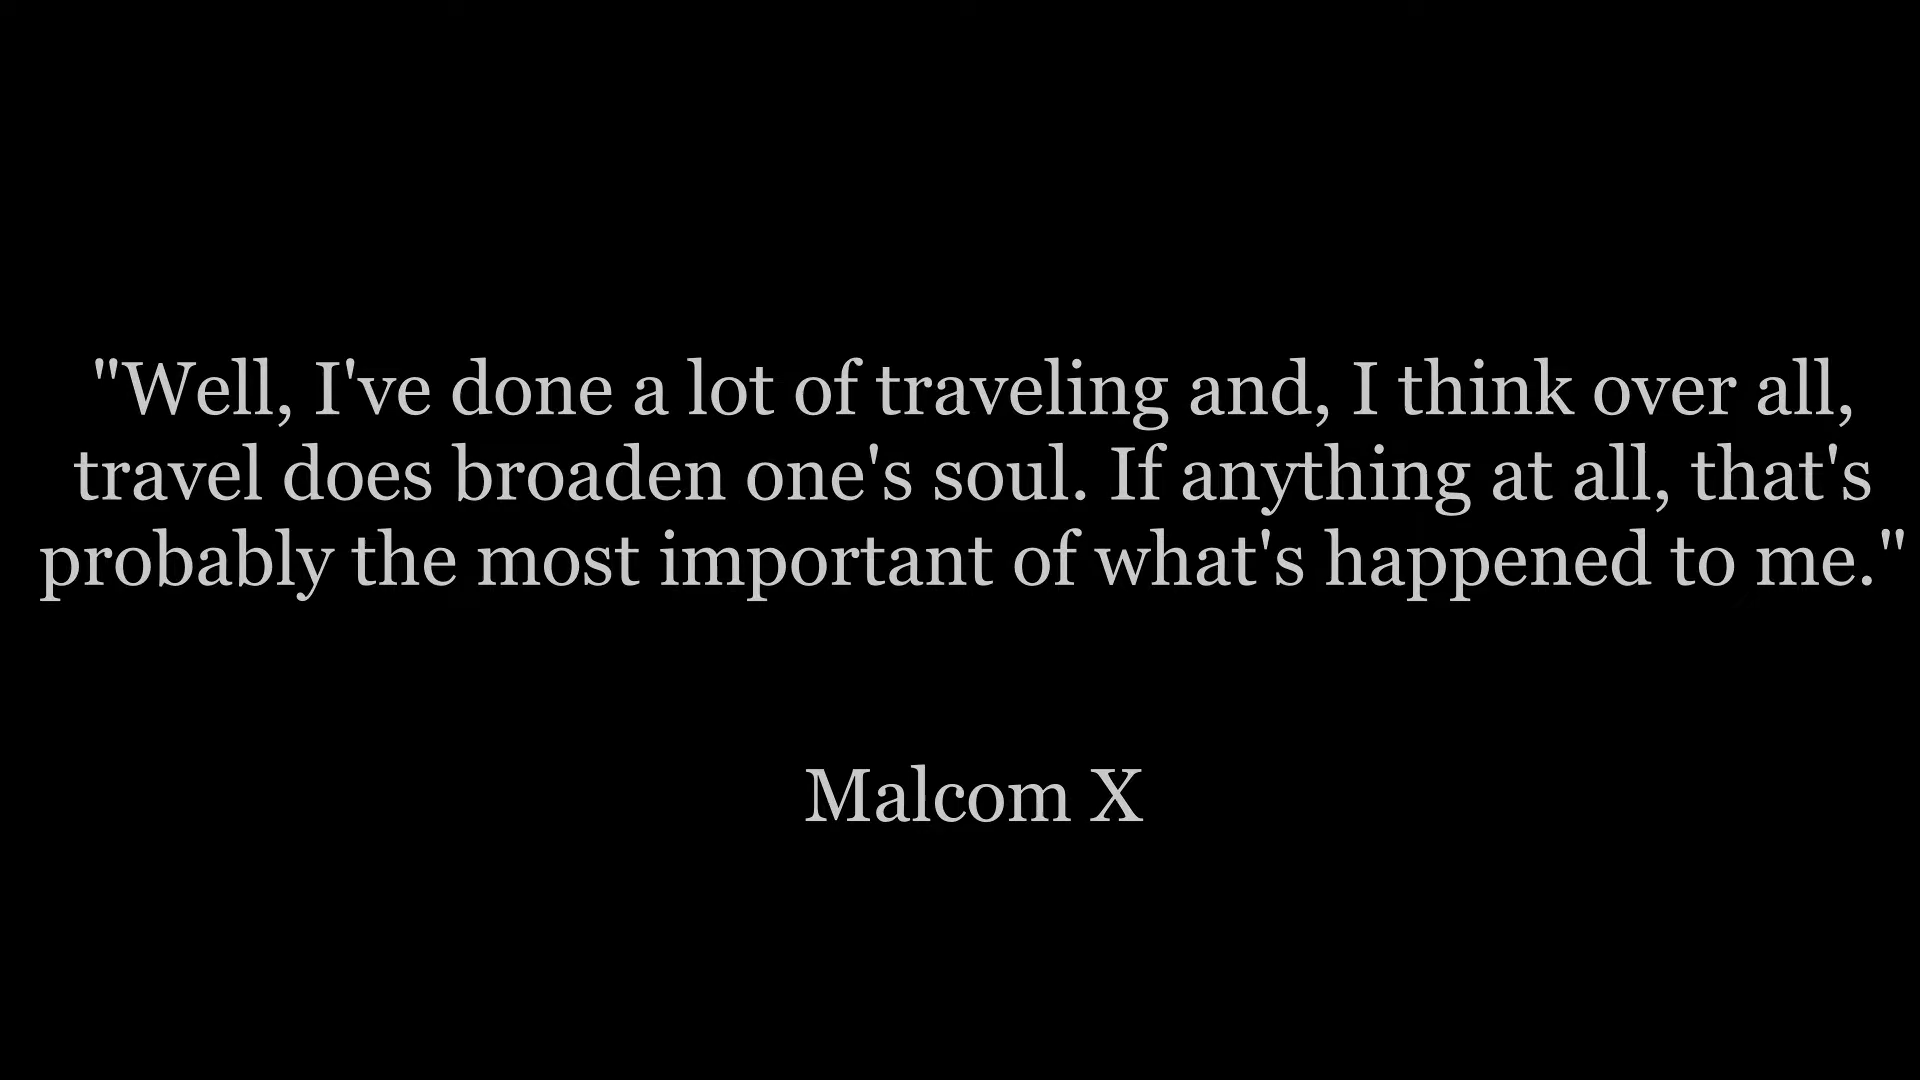 "Well, I've done a lot of traveling and, I think over all,
travel does broaden one's soul. If anything at all, that's
probably the most important of what's happened to me."
Malcom X